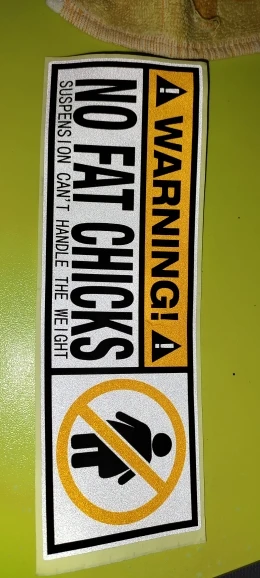 WARNING!
NO FAT CHICKS
SUSPENSION CAN'T HANDLE THE WEIGHT